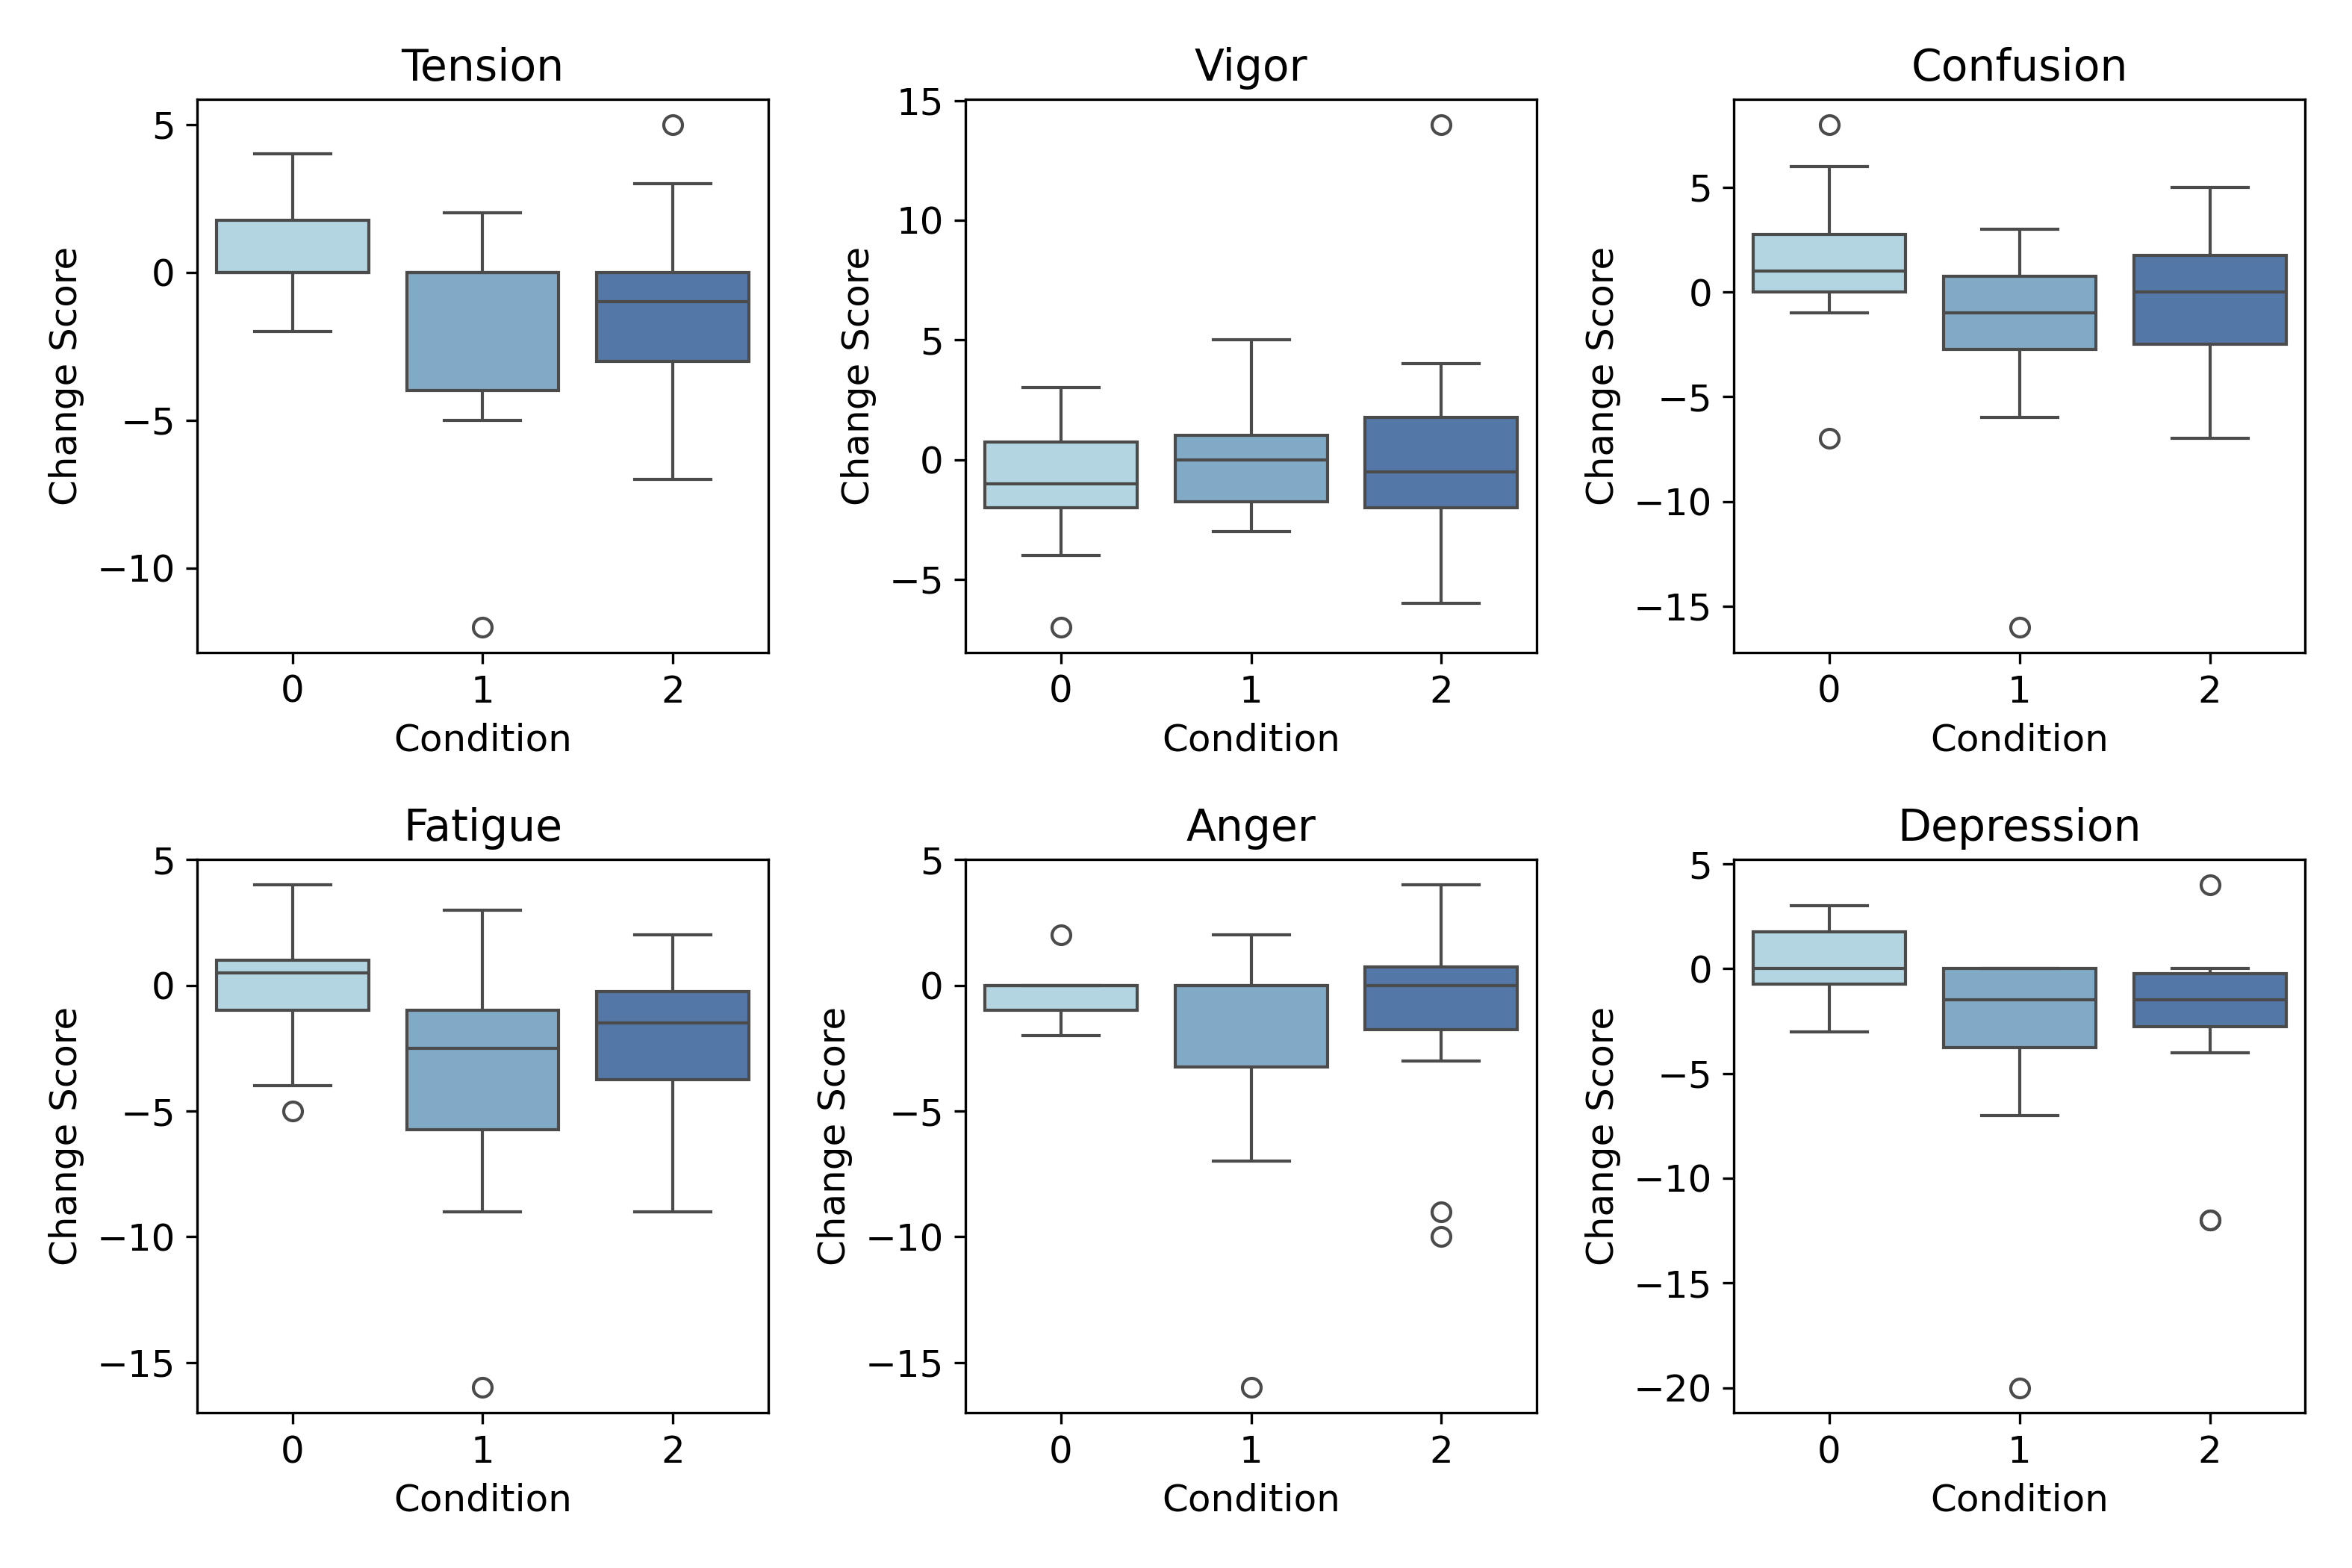 Tension
Change Score
5
0
−5
−10
0 1 2
Condition
Vigor
Change Score
15
10
5
0
−5
0 1 2
Condition
Confusion
Change Score
5
0
−5
−10
−15
0 1 2
Condition
Fatigue
Change Score
5
0
−5
−10
−15
0 1 2
Condition
Anger
Change Score
5
0
−5
−10
−15
0 1 2
Condition
Depression
Change Score
5
0
−5
−10
−15
−20
0 1 2
Condition